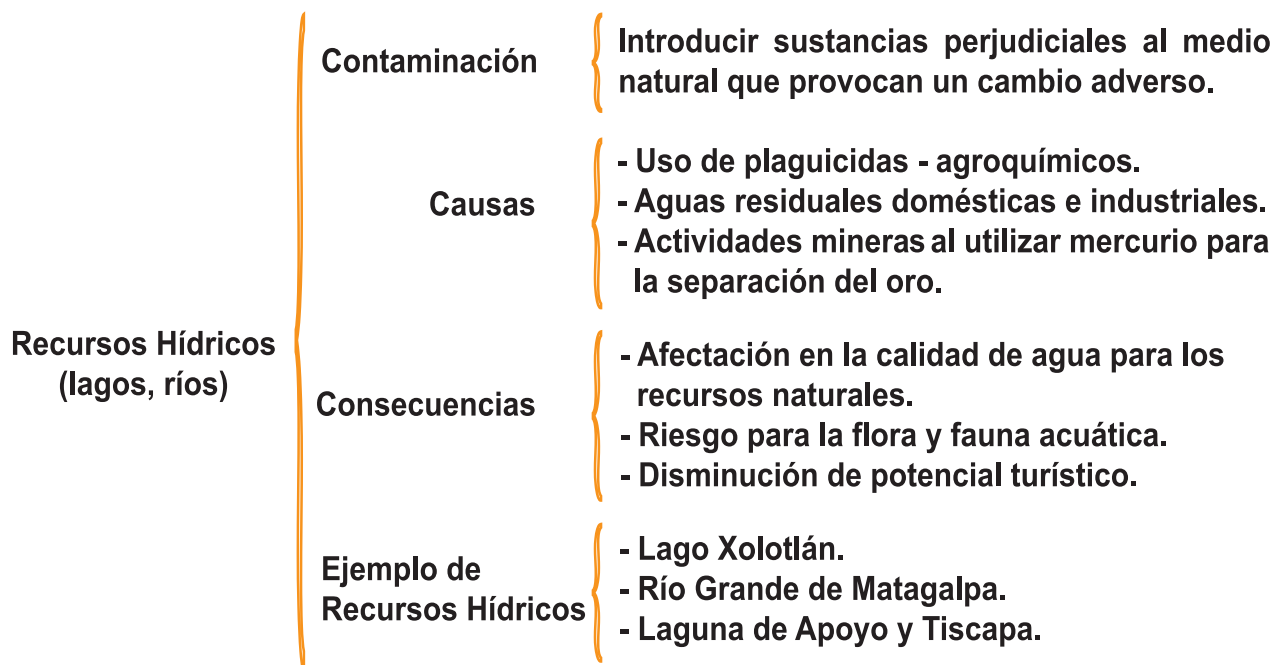 Recursos Hídricos
(lagos, ríos)
Contaminación
Introducir sustancias perjudiciales al medio
natural que provocan un cambio adverso.
Causas
- Uso de plaguicidas - agroquímicos.
- Aguas residuales domésticas e industriales.
- Actividades mineras al utilizar mercurio para
la separación del oro.
Consecuencias
- Afectación en la calidad de agua para los
recursos naturales.
- Riesgo para la flora y fauna acuática.
- Disminución de potencial turístico.
Ejemplo de
Recursos Hídricos
- Lago Xolotlán.
- Río Grande de Matagalpa.
- Laguna de Apoyo y Tiscapa.